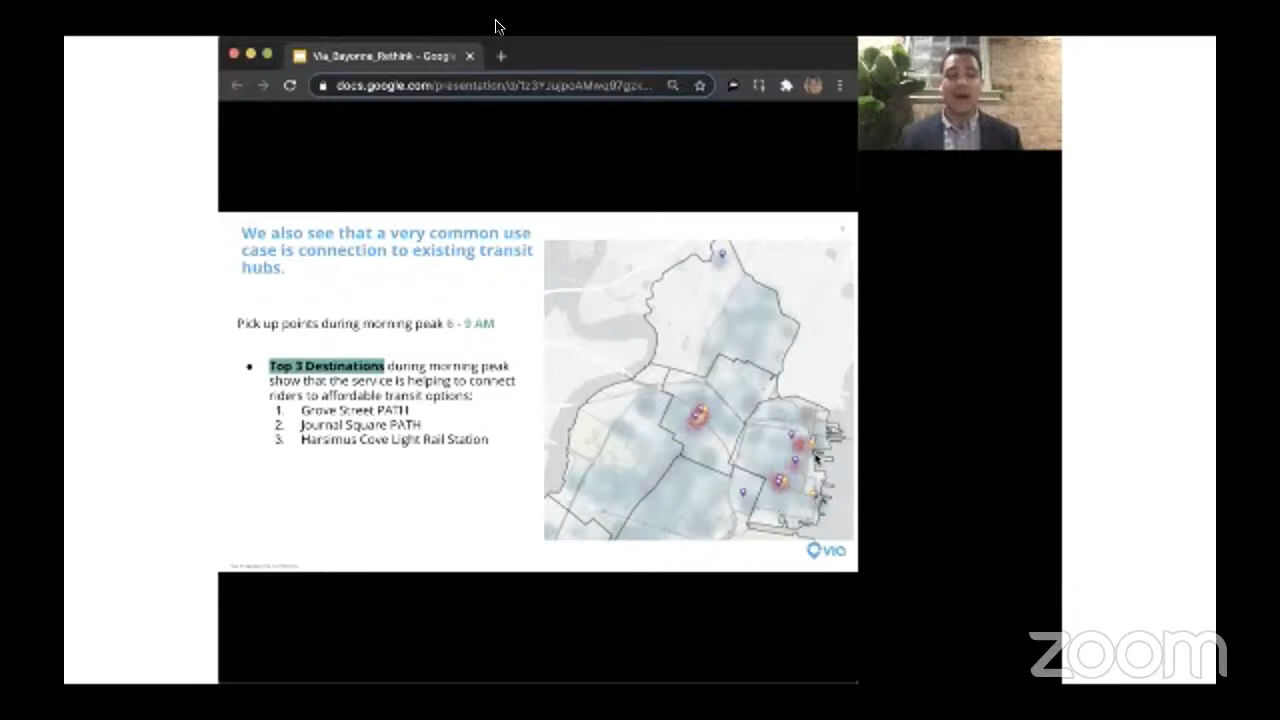 Via_Bayonne_Rethink - Goog
docs.google.com/presentation/d/
We also see that a very common use
case is connection to existing transit
hubs.
Pick up points during morning peak 6 - 9 AM
Top 3 Destinations during morning peak
show that the service is helping to connect
riders to affordable transit options:
1. Grove Street PATH
2. Journal Square PATH
3. Harsimus Cove Light Rail Station
via
zoom